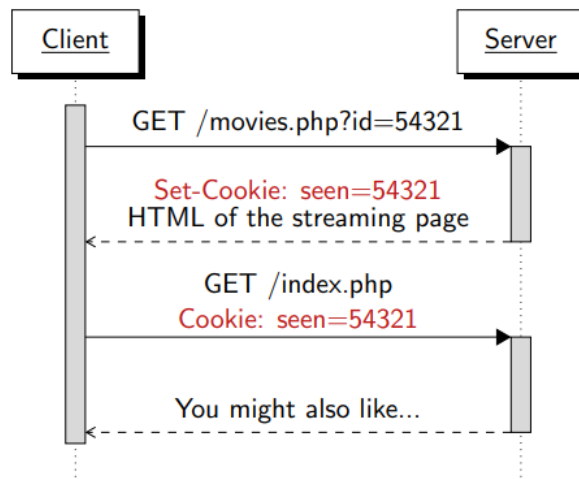 Client
Server
GET /movies.php?id=54321
Set-Cookie: seen=54321
HTML of the streaming page
GET /index.php
Cookie: seen=54321
You might also like...